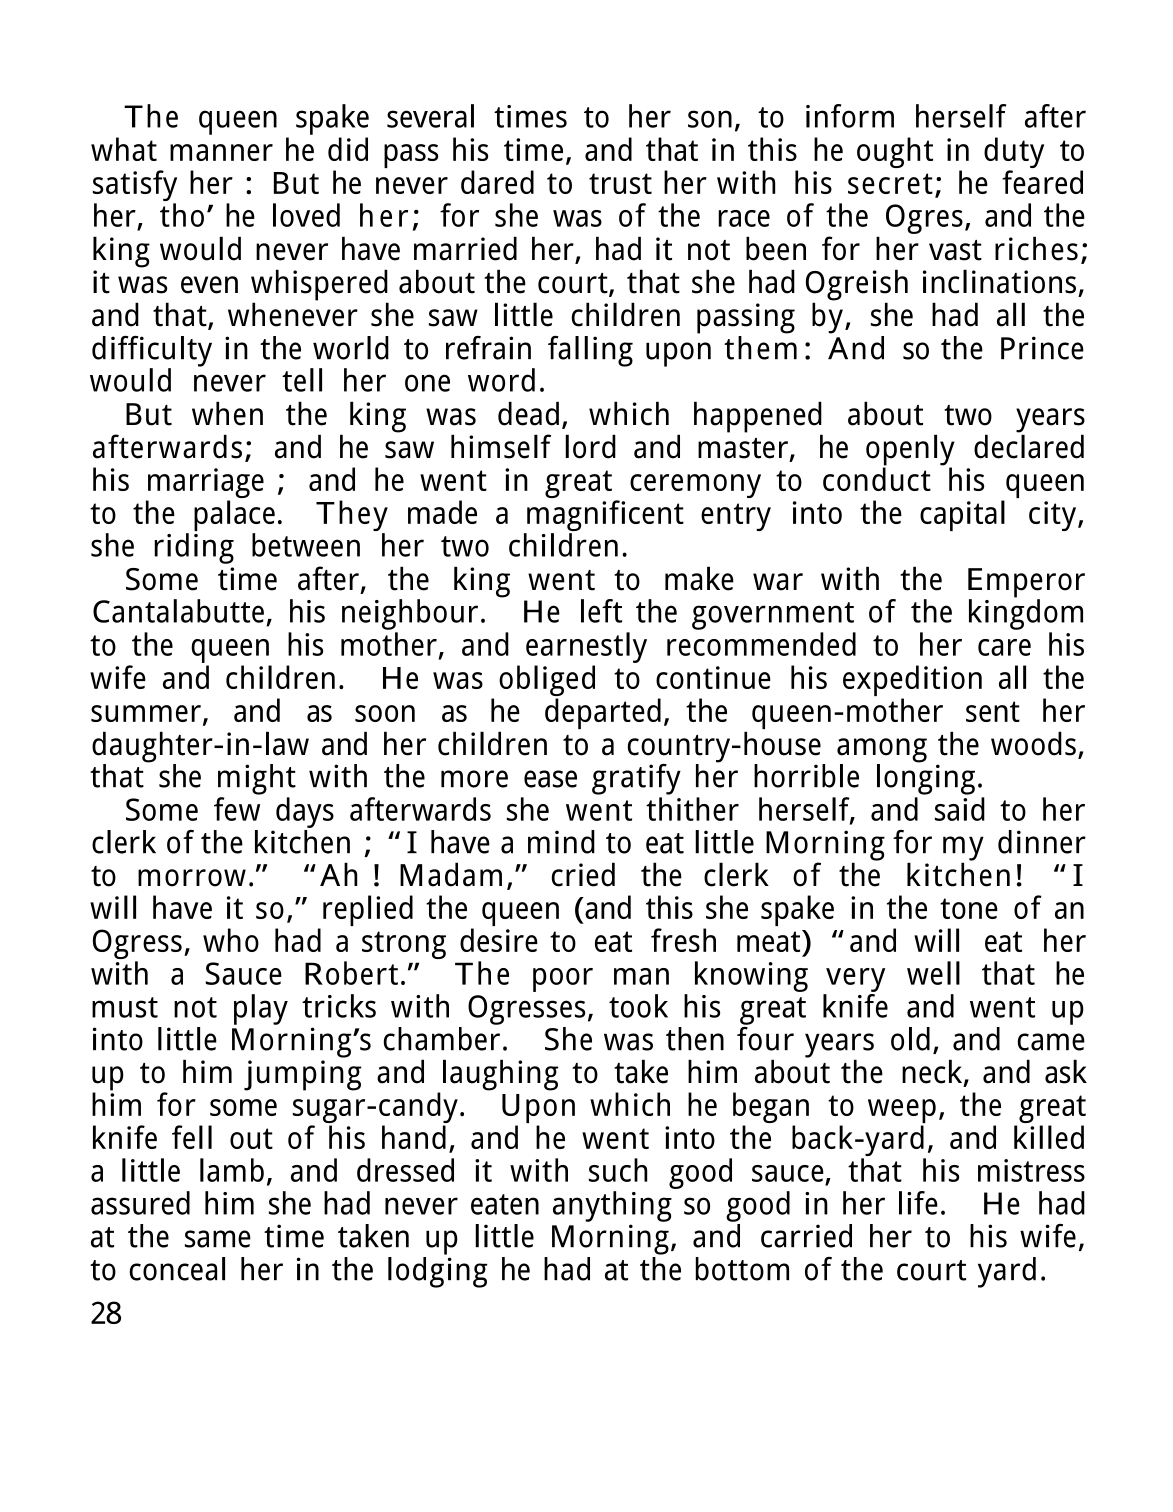 The queen spake several times to her son, to inform herself after
what manner he did pass his time, and that in this he ought in duty to
satisfy her : But he never dared to trust her with his secret; he feared
her, tho’ he loved her; for she was of the race of the Ogres, and the
king would never have married her, had it not been for her vast riches;
it was even whispered about the court, that she had Ogreish inclinations,
and that, whenever she saw little children passing by, she had all the
difficulty in the world to refrain falling upon them: And so the Prince
would never tell her one word.
But when the king was dead, which happened about two years
afterwards; and he saw himself lord and master, he openly declared
his marriage ; and he went in great ceremony to conduct his queen
to the palace. They made a magnificent entry into the capital city,
she riding between her two children.
Some time after, the king went to make war with the Emperor
Cantalabutte, his neighbour. He left the government of the kingdom
to the queen his mother, and earnestly recommended to her care his
wife and children. He was obliged to continue his expedition all the
summer, and as soon as he departed, the queen-mother sent her
daughter-in-law and her children to a country-house among the woods,
that she might with the more ease gratify her horrible longing.
Some few days afterwards she went thither herself, and said to her
clerk of the kitchen ; “I have a mind to eat little Morning for my dinner
to morrow.” “Ah ! Madam,” cried the clerk of the kitchen! “I
will have it so,” replied the queen (and this she spake in the tone of an
Ogress, who had a strong desire to eat fresh meat) “and will eat her
with a Sauce Robert.” The poor man knowing very well that he
must not play tricks with Ogresses, took his great knife and went up
into little Morning’s chamber. She was then four years old, and came
up to him jumping and laughing to take him about the neck, and ask
him for some sugar-candy. Upon which he began to weep, the great
knife fell out of his hand, and he went into the back-yard, and killed
a little lamb, and dressed it with such good sauce, that his mistress
assured him she had never eaten anything so good in her life. He had
at the same time taken up little Morning, and carried her to his wife,
to conceal her in the lodging he had at the bottom of the court yard.
28